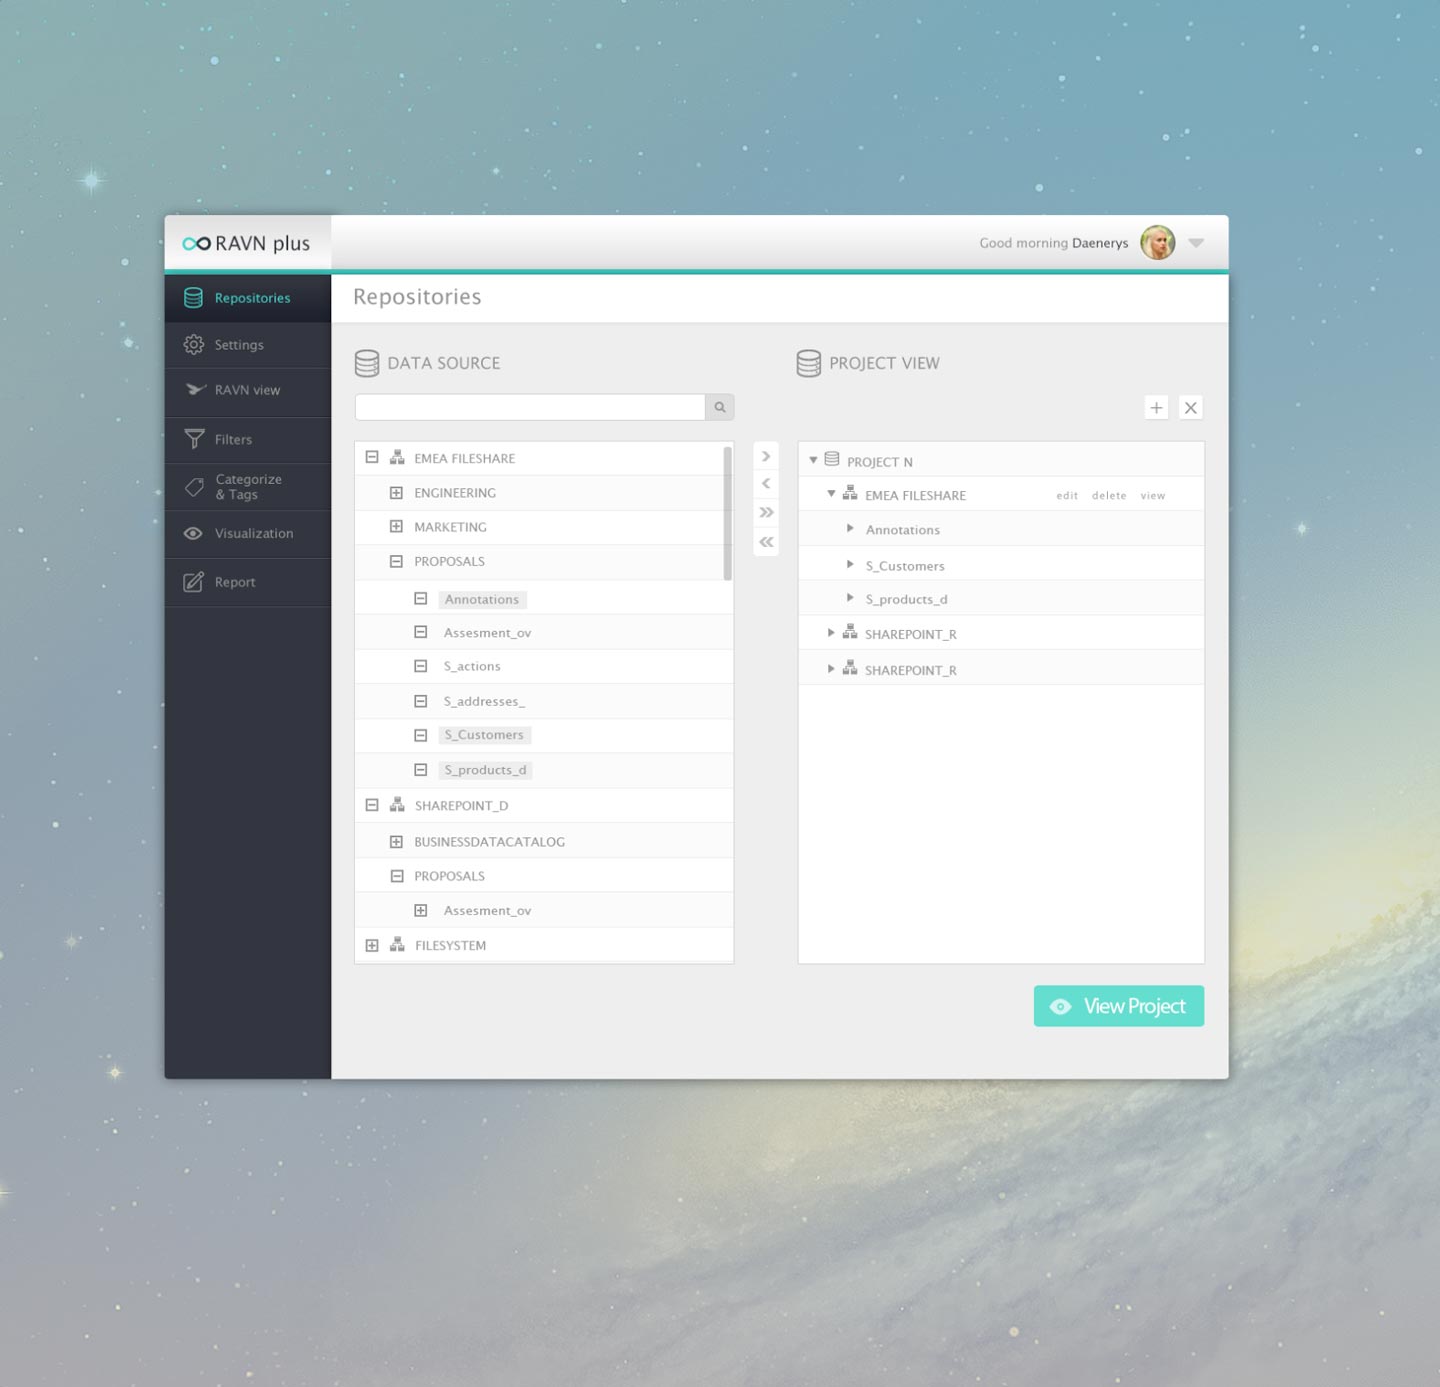 RAVN plus
Good morning Daenerys
Repositories
Settings
RAVN view
Filters
Categorize
& Tags
Visualization
Report
Repositories
DATA SOURCE
EMEA FILESHARE
ENGINEERING
MARKETING
PROPOSALS
Annotations
Assesment_ov
S_actions
S_addresses_
S_Customers
S_products_d
SHAREPOINT_D
BUSINESSDATACATALOG
PROPOSALS
Assesment_ov
FILESYSTEM
PROJECT VIEW
PROJECT N
EMEA FILESHARE edit delete view
Annotations
S_Customers
S_products_d
SHAREPOINT_R
SHAREPOINT_R
View Project